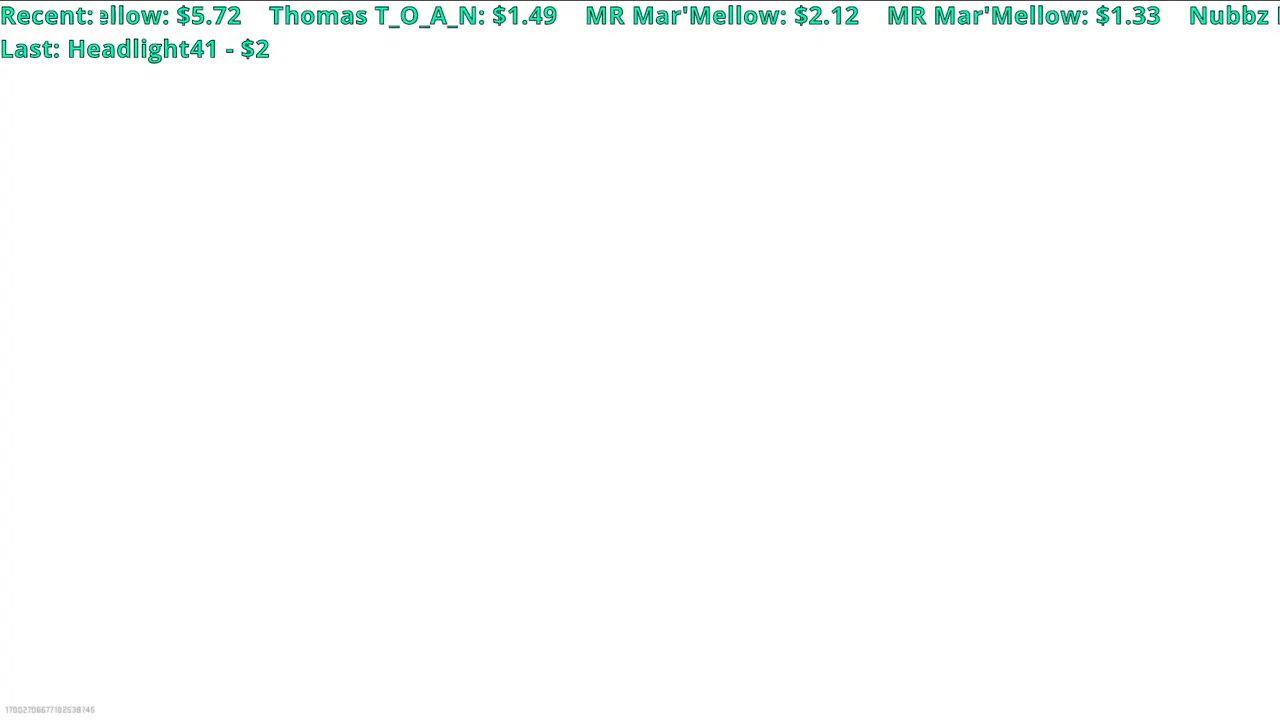 Recent: ellow: $5.72 Thomas T_O_A_N: $1.49 MR Mar'Mellow: $2.12 MR Mar'Mellow: $1.33 Nubbz
Last: Headlight41 - $2